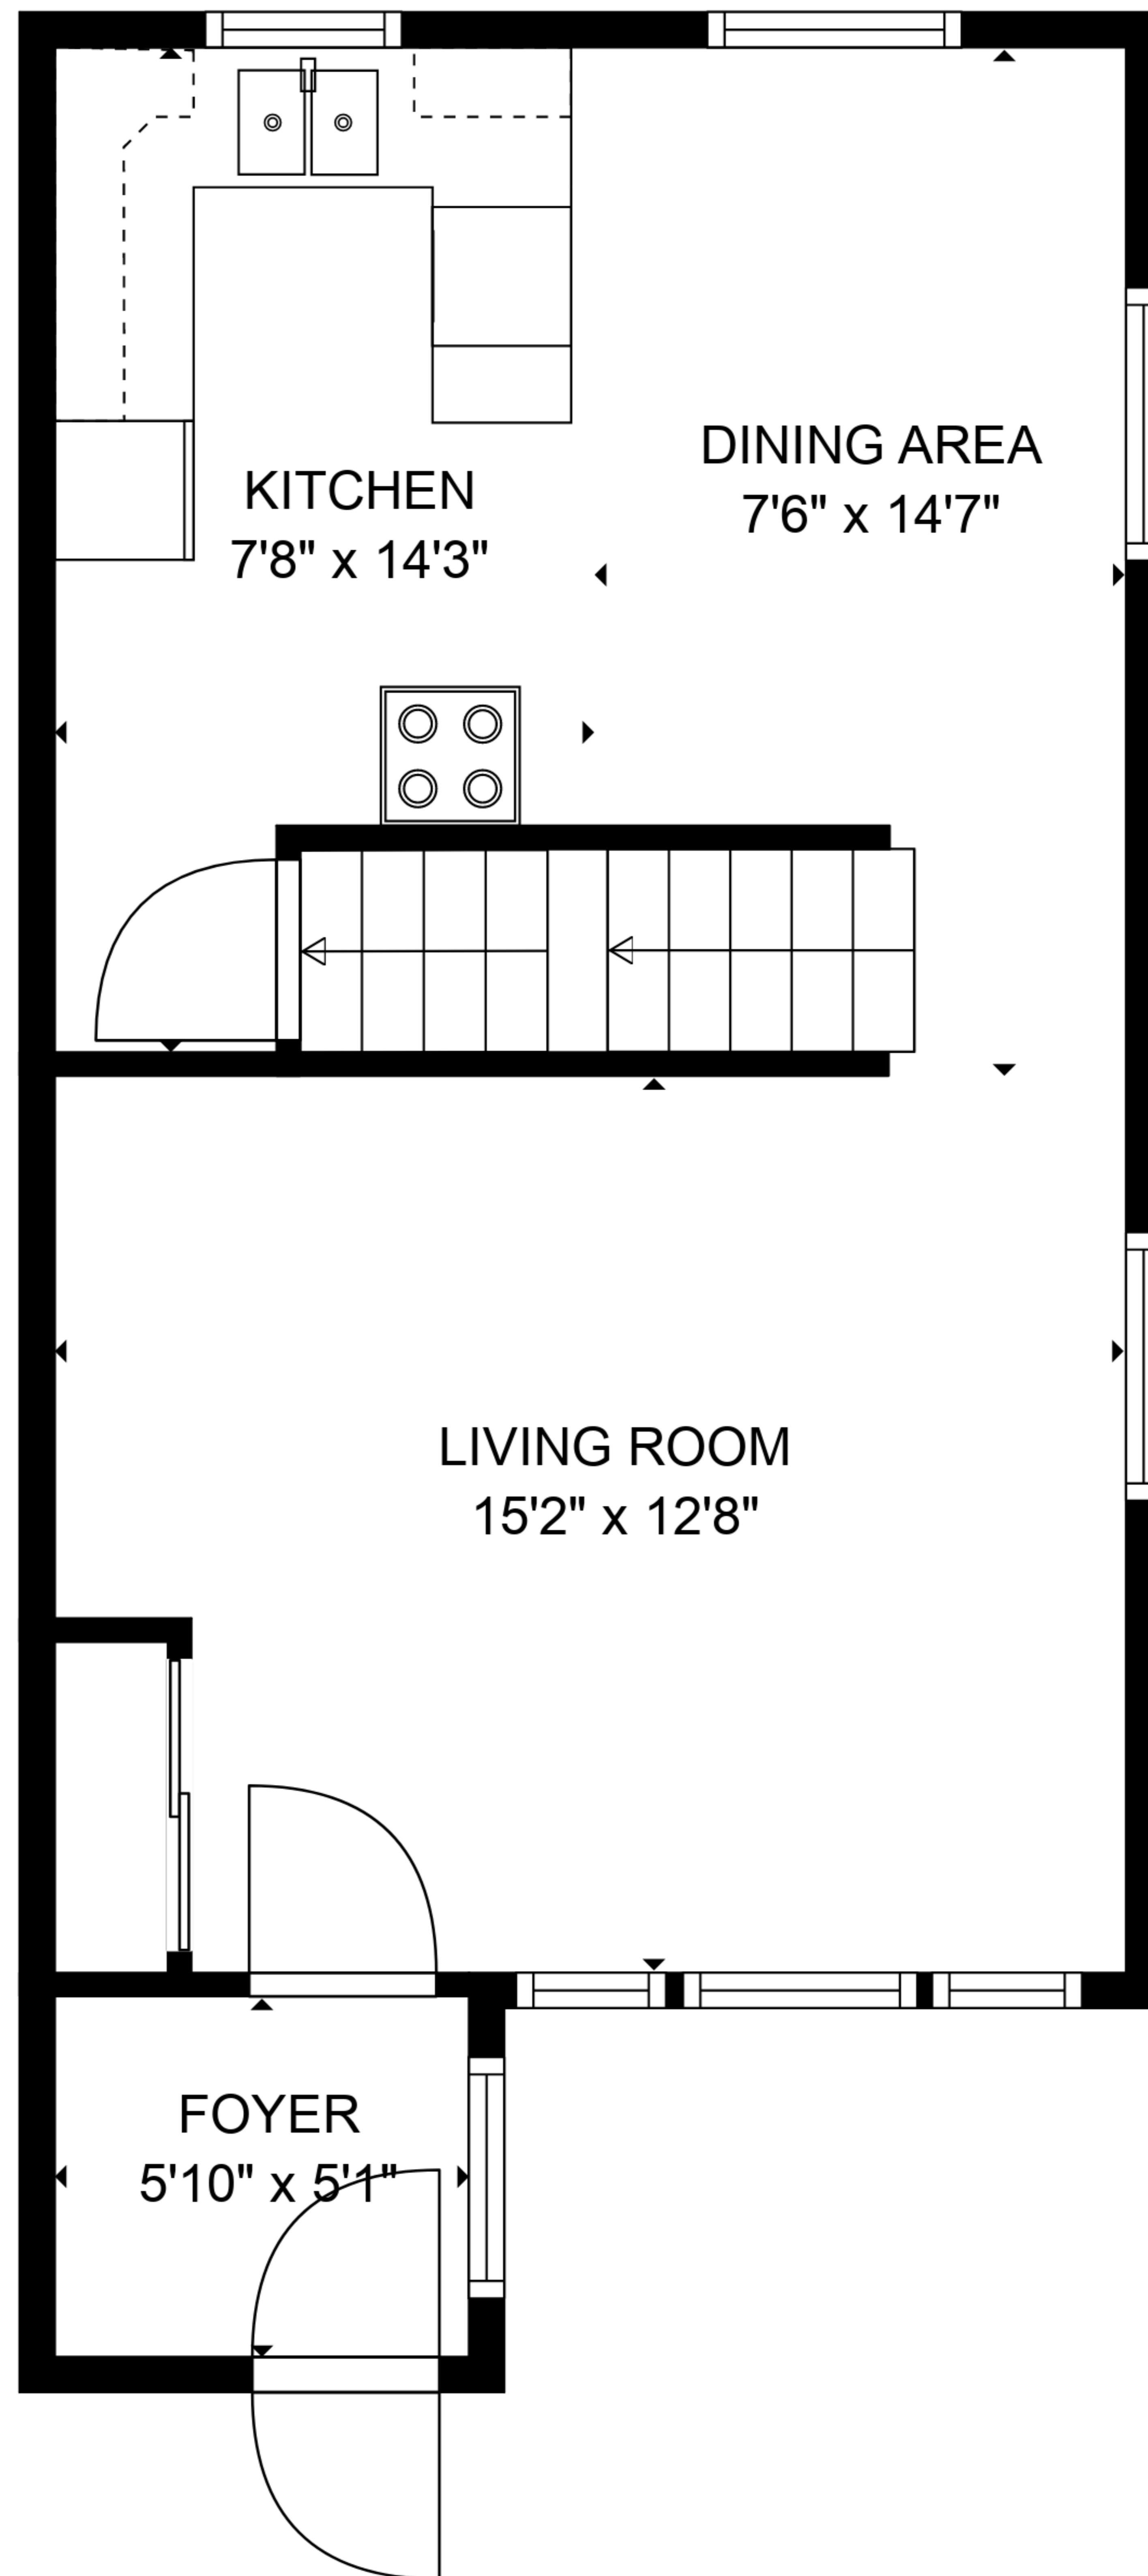 KITCHEN
7'8" x 14'3"
DINING AREA
7'6" x 14'7"
LIVING ROOM
15'2" x 12'8"
FOYER
5'10" x 5'1"